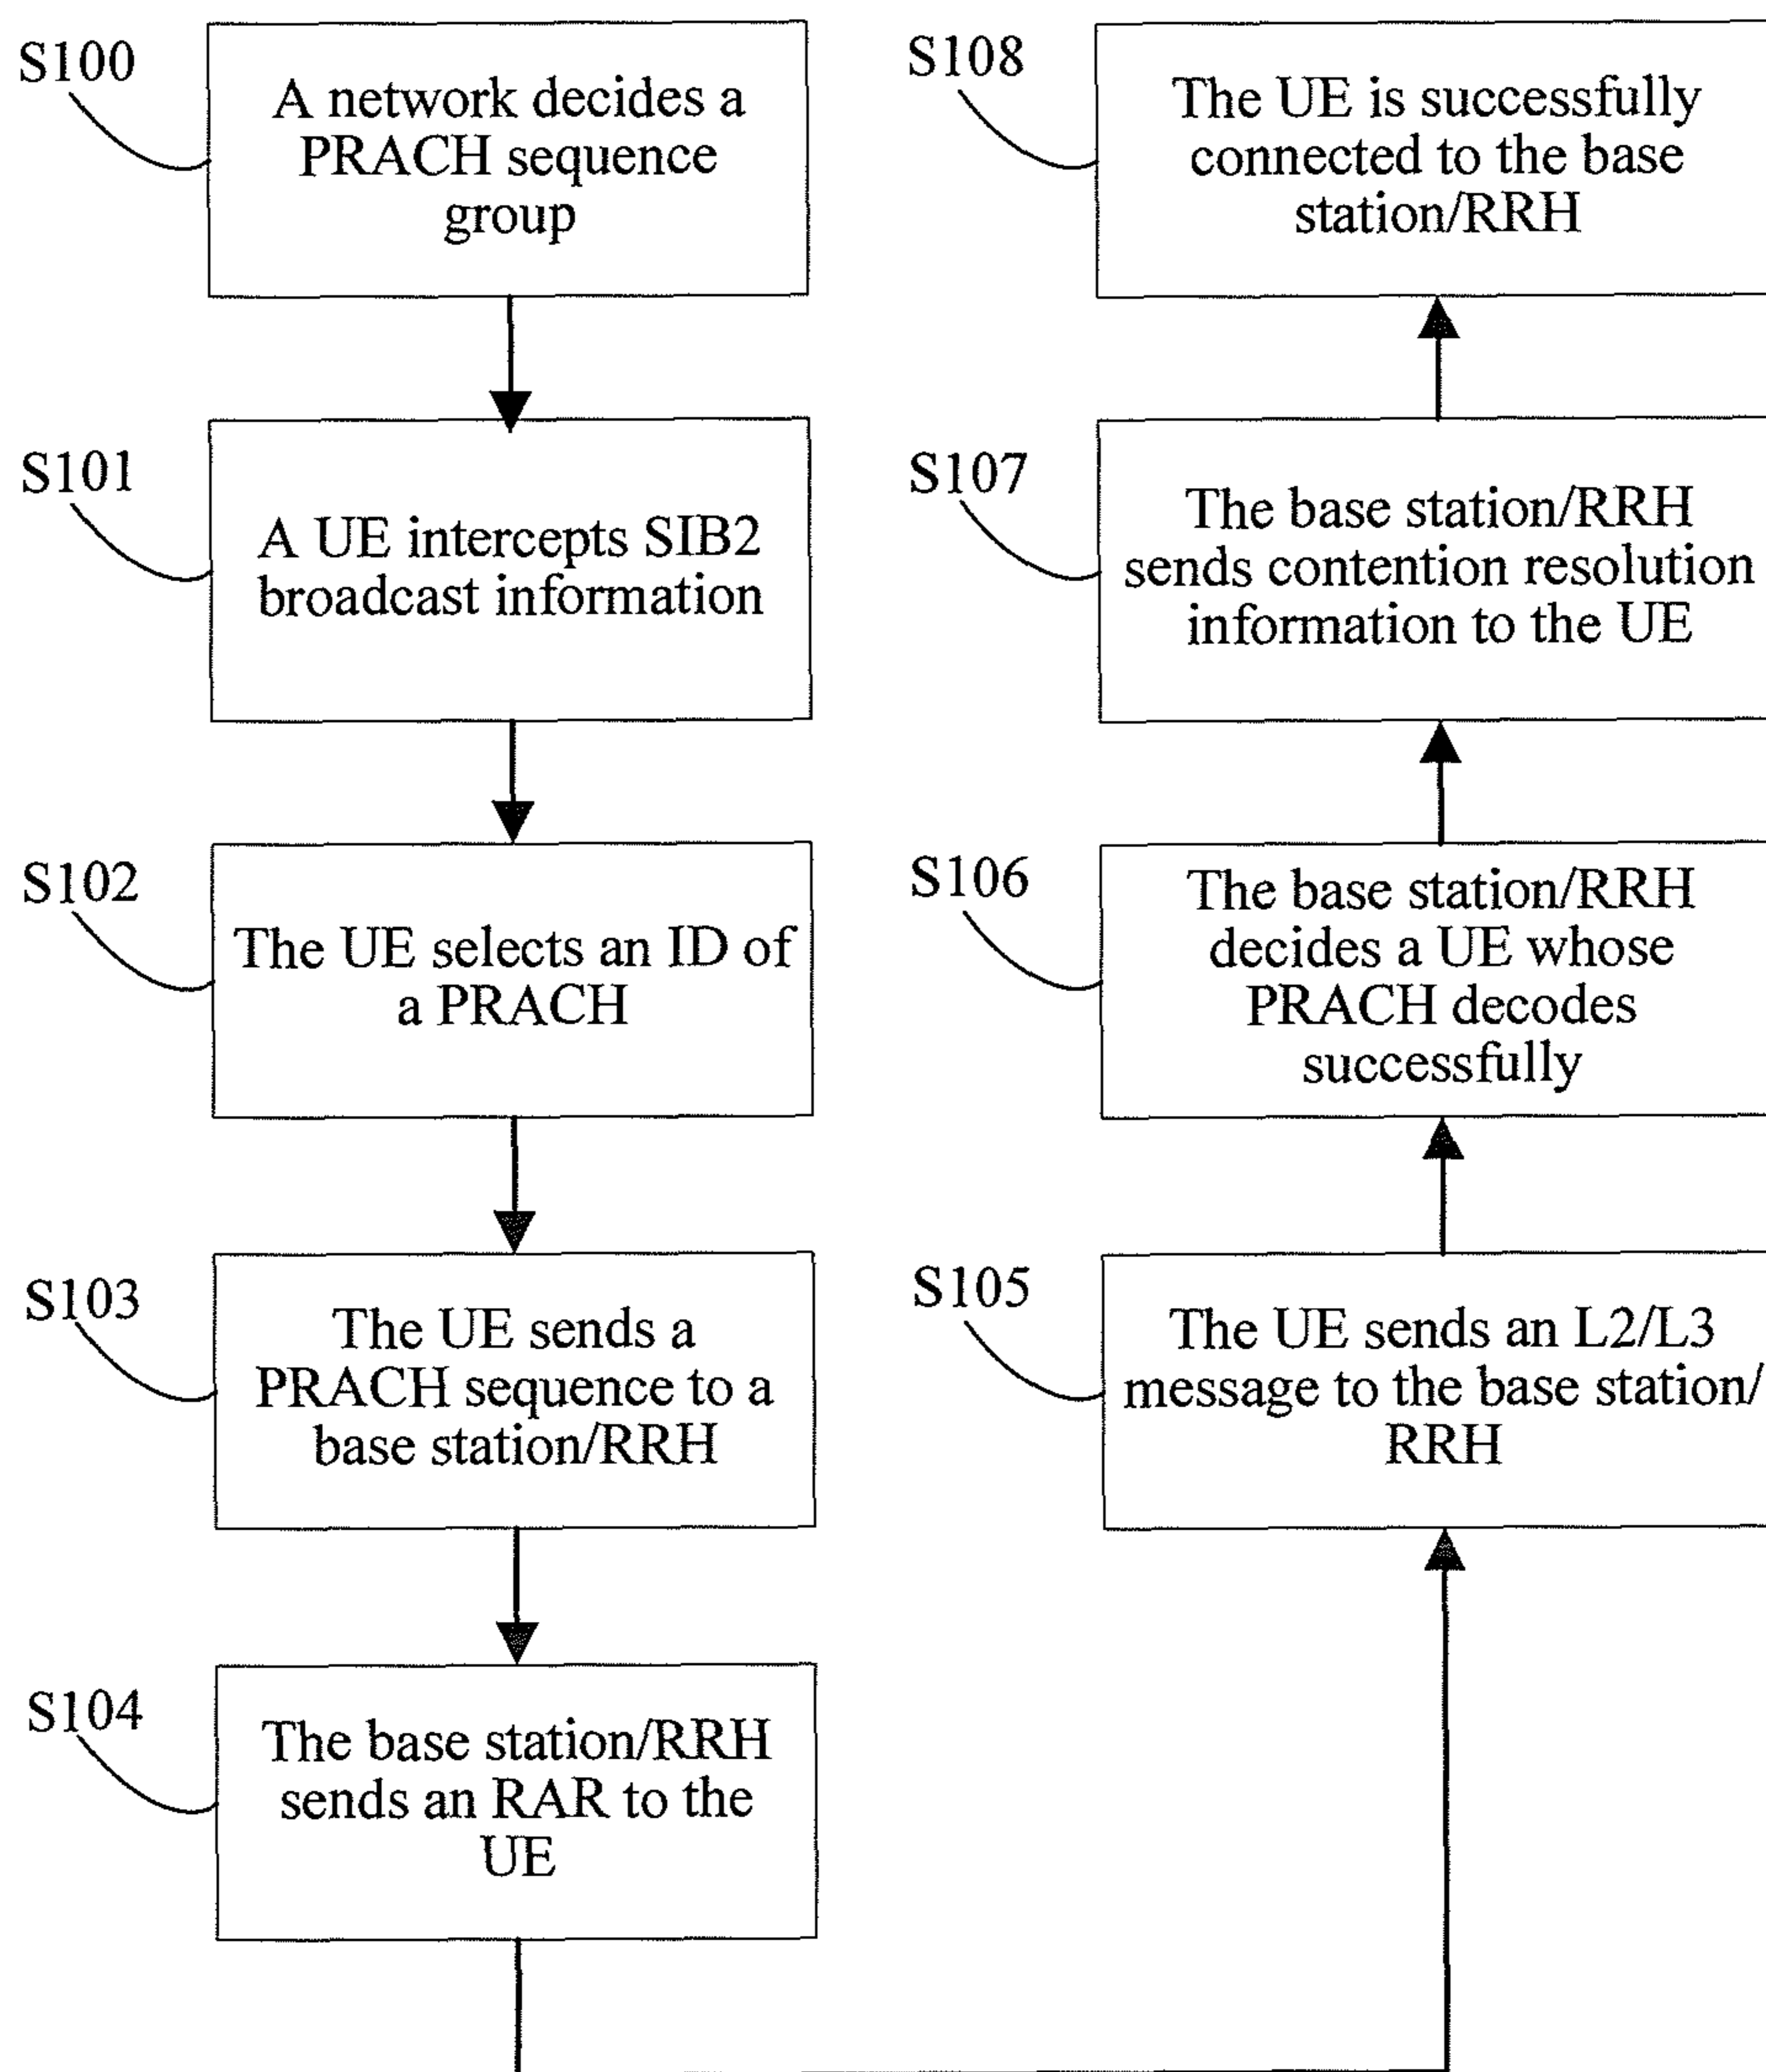 S100
A network decides a
PRACH sequence
group
S101
A UE intercepts SIB2
broadcast information
S102
The UE selects an ID of
a PRACH
S103
The UE sends a
PRACH sequence to a
base station/RRH
S104
The base station/RRH
sends an RAR to the
UE
S105
The UE sends an L2/L3
message to the base station/
RRH
S106
The base station/RRH
decides a UE whose
PRACH decodes
successfully
S107
The base station/RRH
sends contention resolution
information to the UE
S108
The UE is successfully
connected to the base
station/RRH